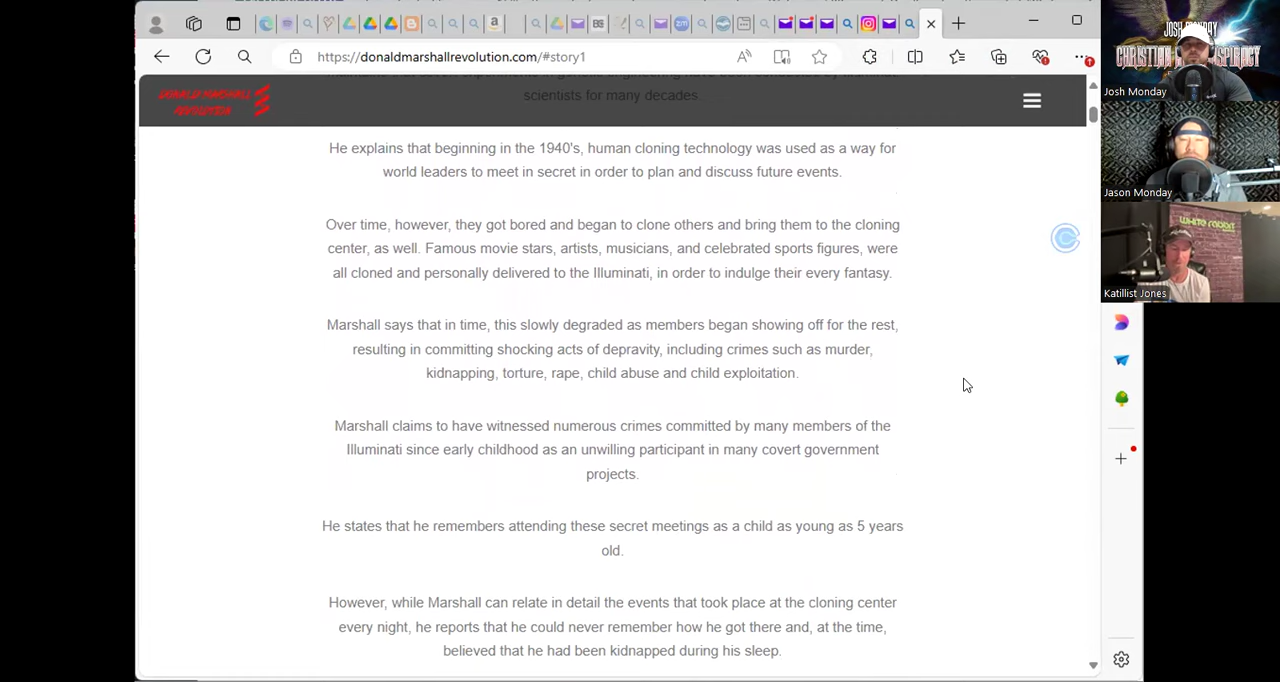 https://donaldmarshallrevolution.com/#story1
DONALD MARSHALL
REVOLUTION
scientists for many decades
He explains that beginning in the 1940's, human cloning technology was used as a way for
world leaders to meet in secret in order to plan and discuss future events.
Over time, however, they got bored and began to clone others and bring them to the cloning
center, as well. Famous movie stars, artists, musicians, and celebrated sports figures, were
all cloned and personally delivered to the Illuminati, in order to indulge their every fantasy.
Marshall says that in time, this slowly degraded as members began showing off for the rest,
resulting in committing shocking acts of depravity, including crimes such as murder,
kidnapping, torture, rape, child abuse and child exploitation.
Marshall claims to have witnessed numerous crimes committed by many members of the
Illuminati since early childhood as an unwilling participant in many covert government
projects.
He states that he remembers attending these secret meetings as a child as young as 5 years
old.
However, while Marshall can relate in detail the events that took place at the cloning center
every night, he reports that he could never remember how he got there and, at the time,
believed that he had been kidnapped during his sleep.
JOSH MONDAY
CHRISTIAN CONSPIRACY
Josh Monday
Jason Monday
WHITE RABBIT
Katillist Jones